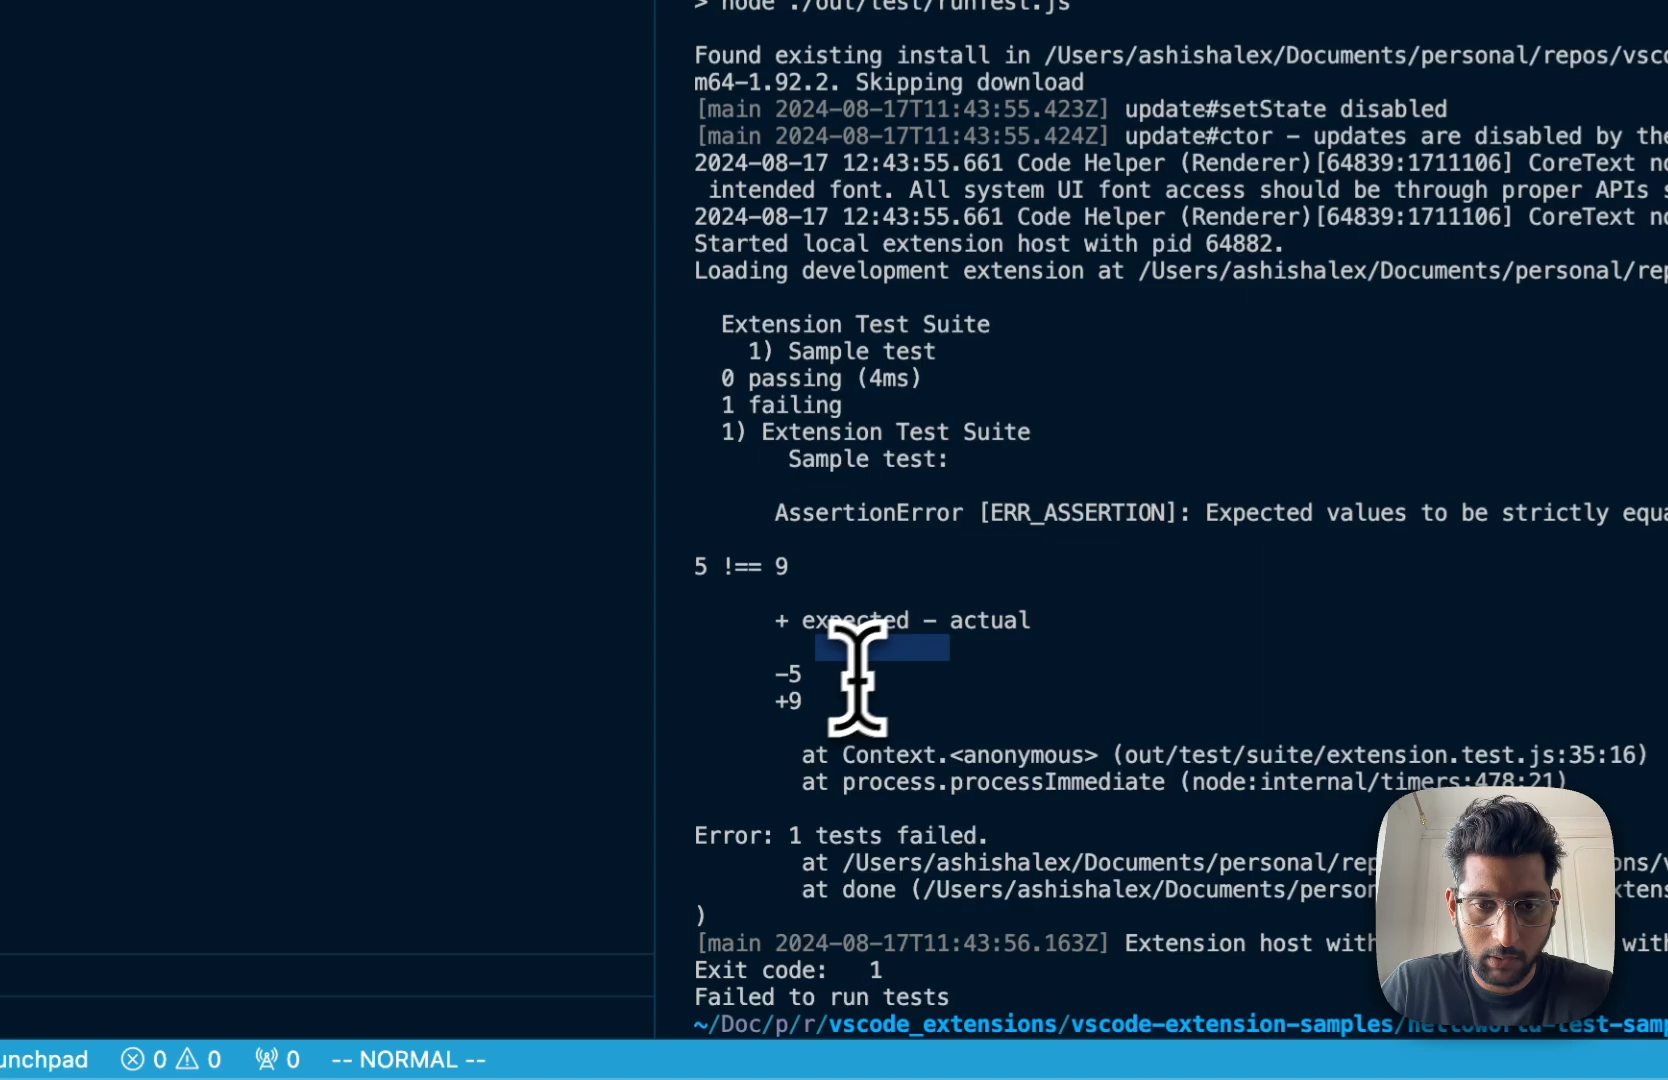 > node ./out/test/runTest.js
Found existing install in /Users/ashishalex/Documents/personal/repos/vsco
m64-1.92.2. Skipping download
[main 2024-08-17T11:43:55.423Z] update#setState disabled
[main 2024-08-17T11:43:55.424Z] update#ctor - updates are disabled by the
2024-08-17 12:43:55.661 Code Helper (Renderer)[64839:1711106] CoreText no
intended font. All system UI font access should be through proper APIs s
2024-08-17 12:43:55.661 Code Helper (Renderer)[64839:1711106] CoreText no
Started local extension host with pid 64882.
Loading development extension at /Users/ashishalex/Documents/personal/rep
Extension Test Suite
1) Sample test
0 passing (4ms)
1 failing
1) Extension Test Suite
Sample test:
AssertionError [ERR_ASSERTION]: Expected values to be strictly equa
5 !== 9
+ expected - actual
-5
+9
at Context.<anonymous> (out/test/suite/extension.test.js:35:16)
at process.processImmediate (node:internal/timers:478:21)
Error: 1 tests failed.
at /Users/ashishalex/Documents/personal/rep ons/v
at done (/Users/ashishalex/Documents/person xtens
)
[main 2024-08-17T11:43:56.163Z] Extension host with with
Exit code: 1
Failed to run tests
~/Doc/p/r/vscode_extensions/vscode-extension-samples/helloworld-test-samp
unchpad 0 0 0 -- NORMAL --